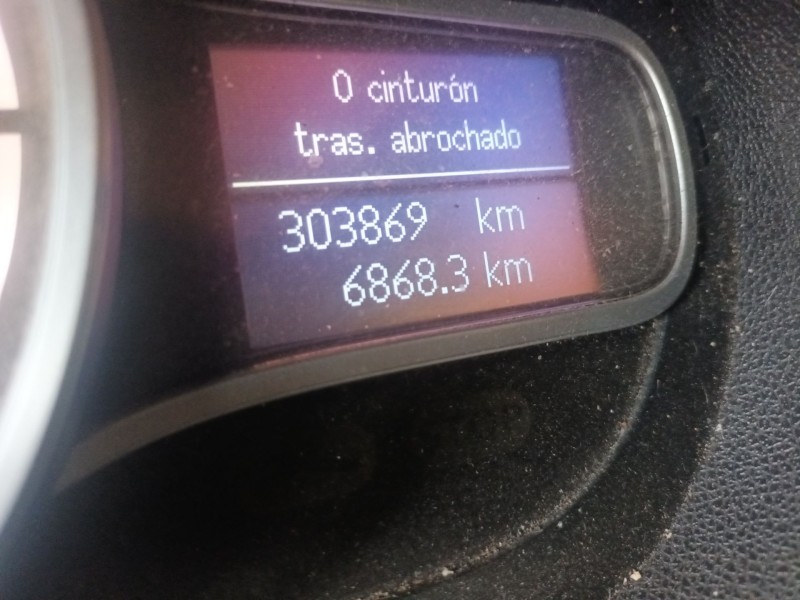 0 cinturón
tras. abrochado
303869 km
6868.3 km